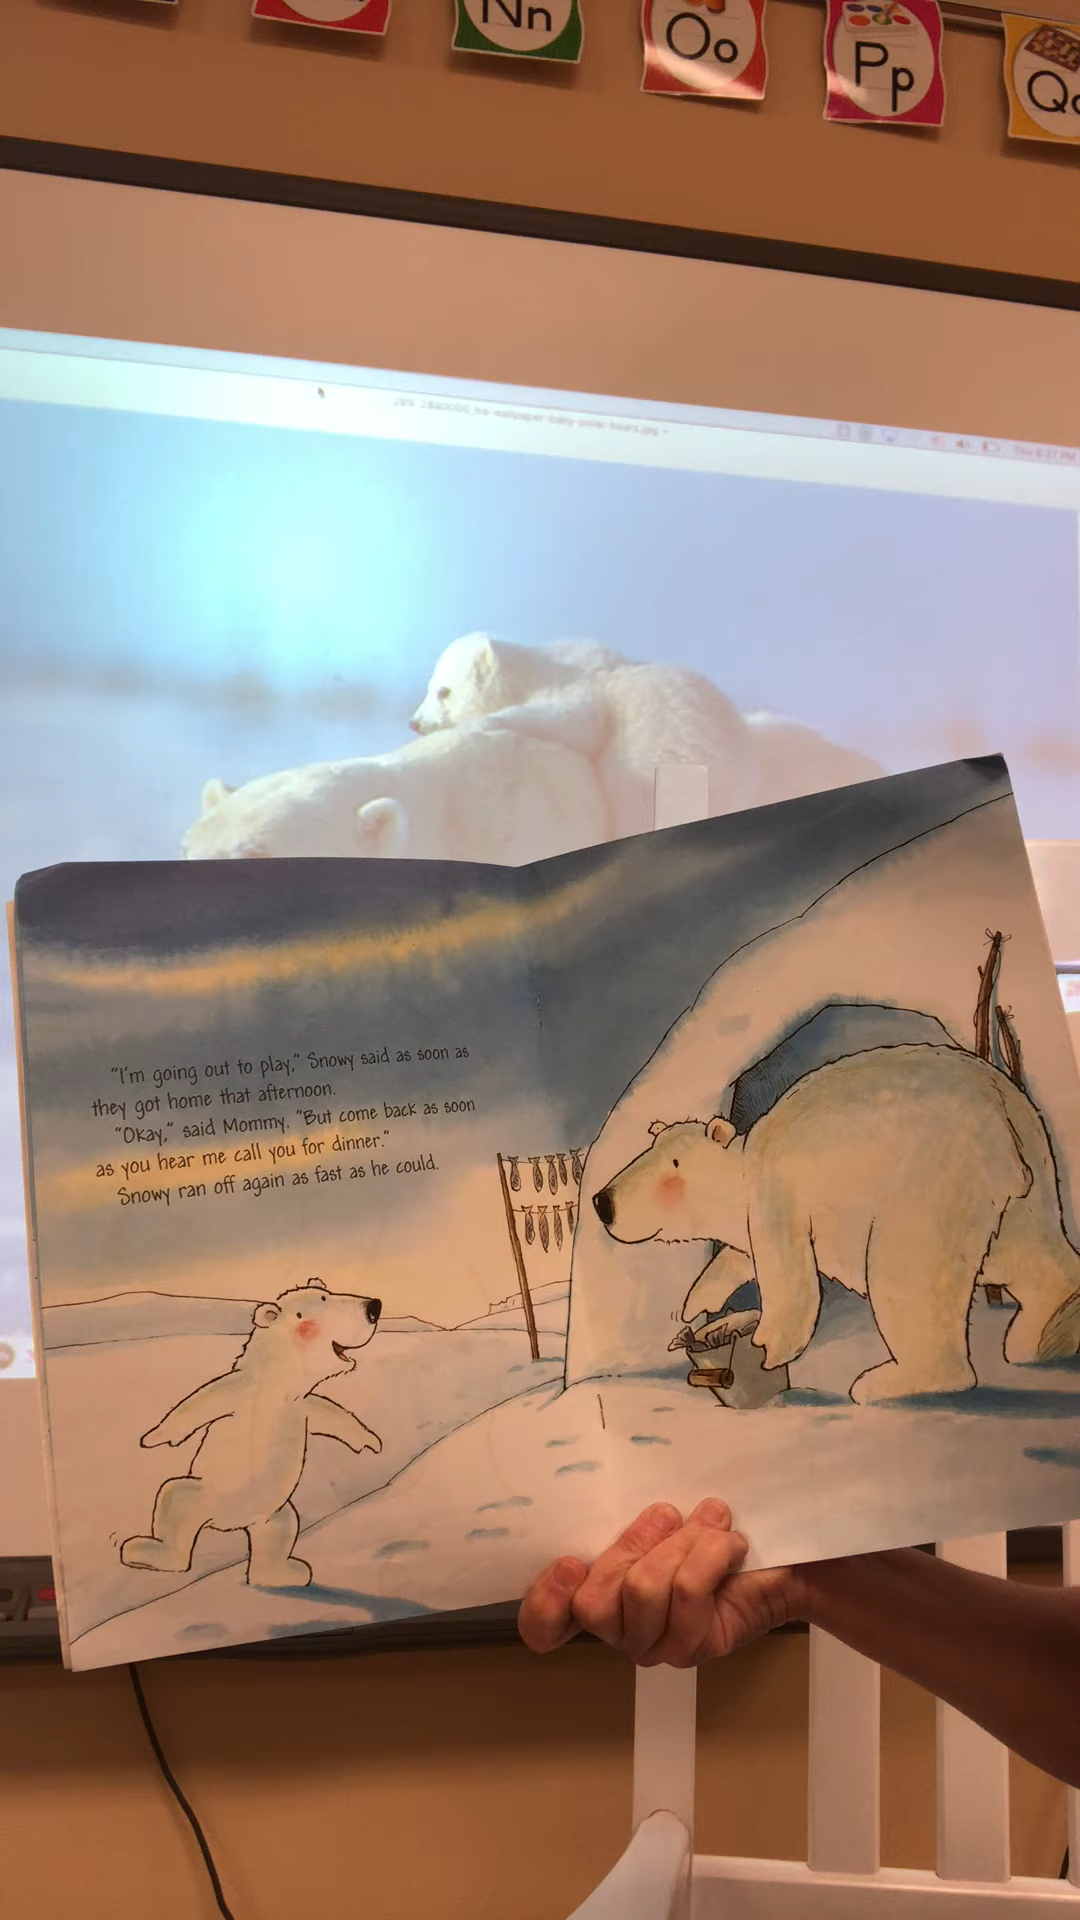 Nn
Oo
Pp
Q
"I'm going out to play," Snowy said as soon as
they got home that afternoon.
"Okay," said Mommy. "But come back as soon
as you hear me call you for dinner."
Snowy ran off again as fast as he could.